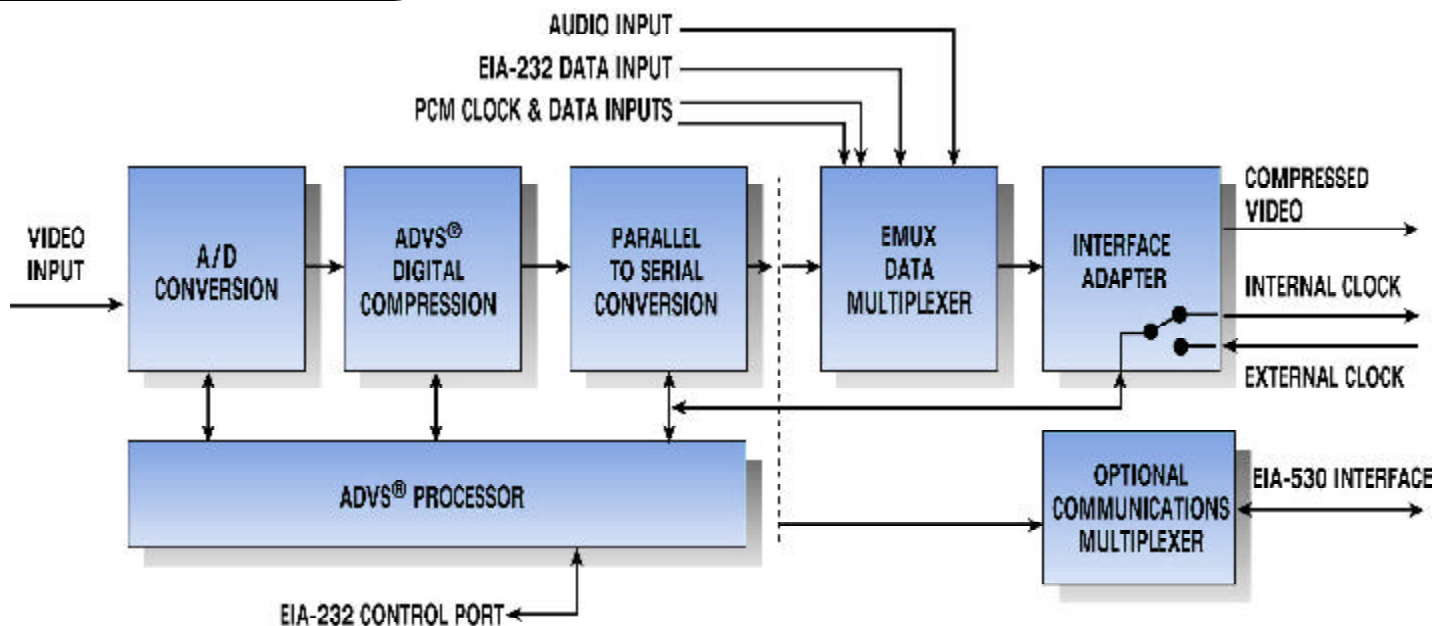 AUDIO INPUT
EIA-232 DATA INPUT
PCM CLOCK & DATA INPUTS
VIDEO
INPUT
A/D
CONVERSION
ADVS®
DIGITAL
COMPRESSION
PARALLEL
TO SERIAL
CONVERSION
EMUX
DATA
MULTIPLEXER
INTERFACE
ADAPTER
COMPRESSED
VIDEO
INTERNAL CLOCK
EXTERNAL CLOCK
ADVS® PROCESSOR
OPTIONAL
COMMUNICATIONS
MULTIPLEXER
EIA-530 INTERFACE
EIA-232 CONTROL PORT